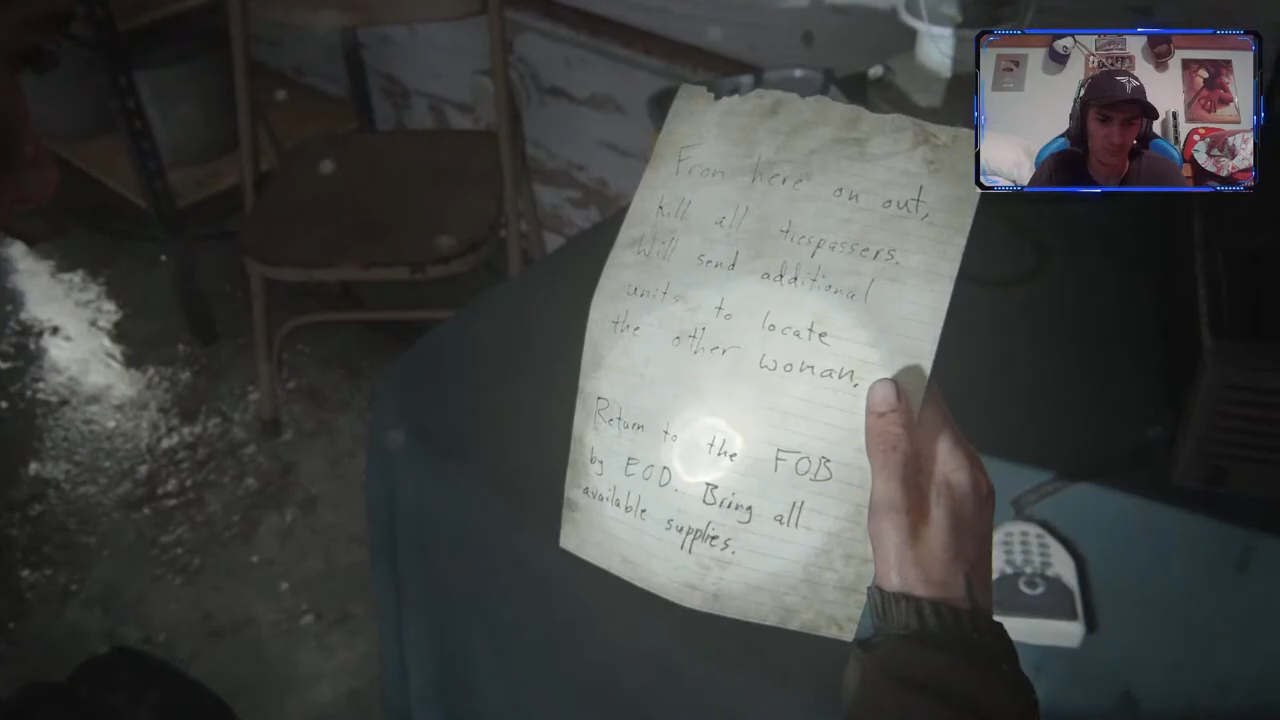 From here on out,
Kill all trespassers.
Will send additional
units to locate
the other woman.
Return to the FOB
by EOD. Bring all
available supplies.